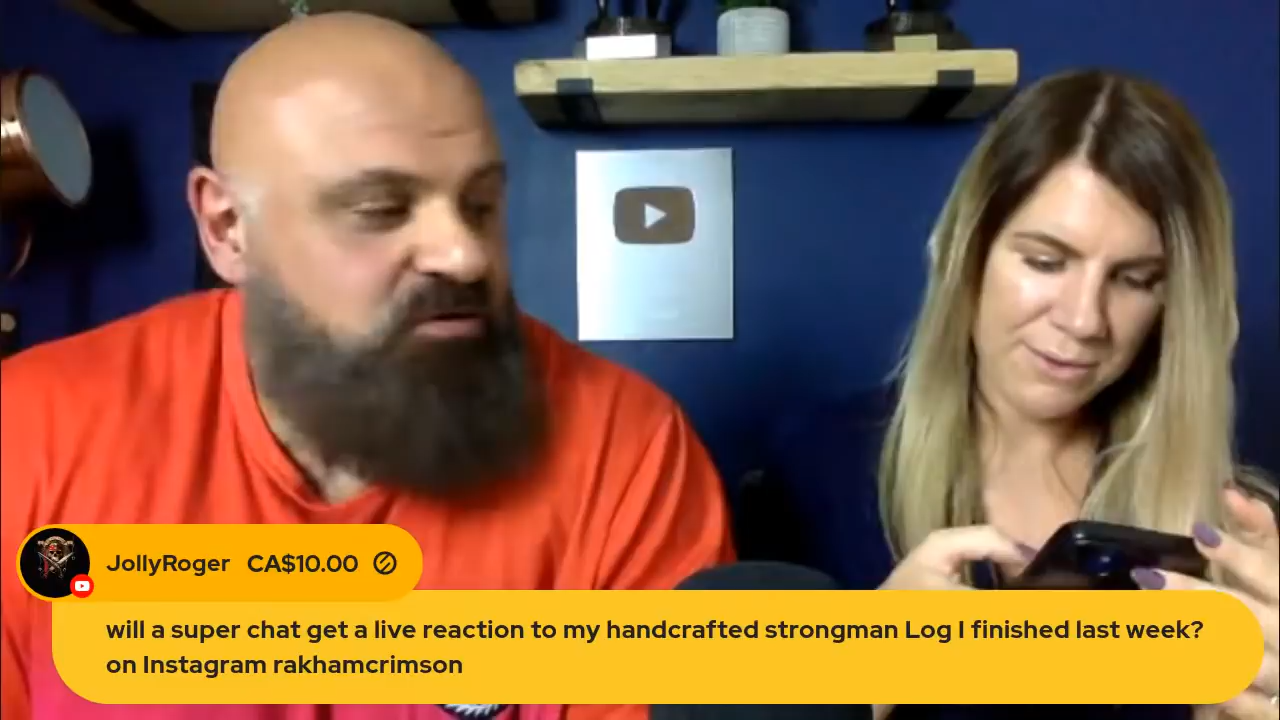 JollyRoger CA$10.00
will a super chat get a live reaction to my handcrafted strongman Log I finished last week?
on Instagram rakhamcrimson